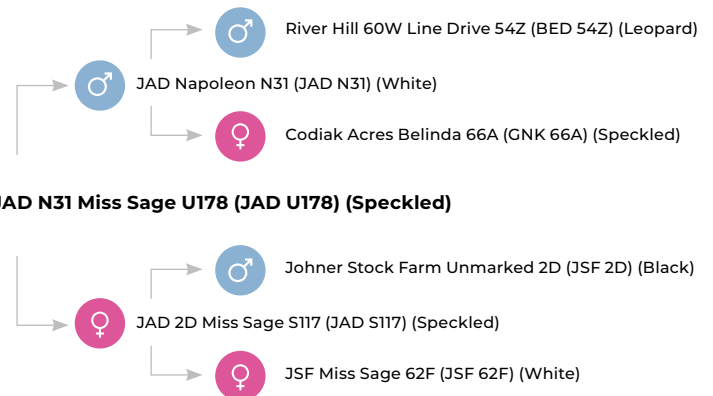 River Hill 60W Line Drive 54Z (BED 54Z) (Leopard)
JAD Napoleon N31 (JAD N31) (White)
Codiak Acres Belinda 66A (GNK 66A) (Speckled)
JAD N31 Miss Sage U178 (JAD U178) (Speckled)
Johner Stock Farm Unmarked 2D (JSF 2D) (Black)
JAD 2D Miss Sage S117 (JAD S117) (Speckled)
JSF Miss Sage 62F (JSF 62F) (White)